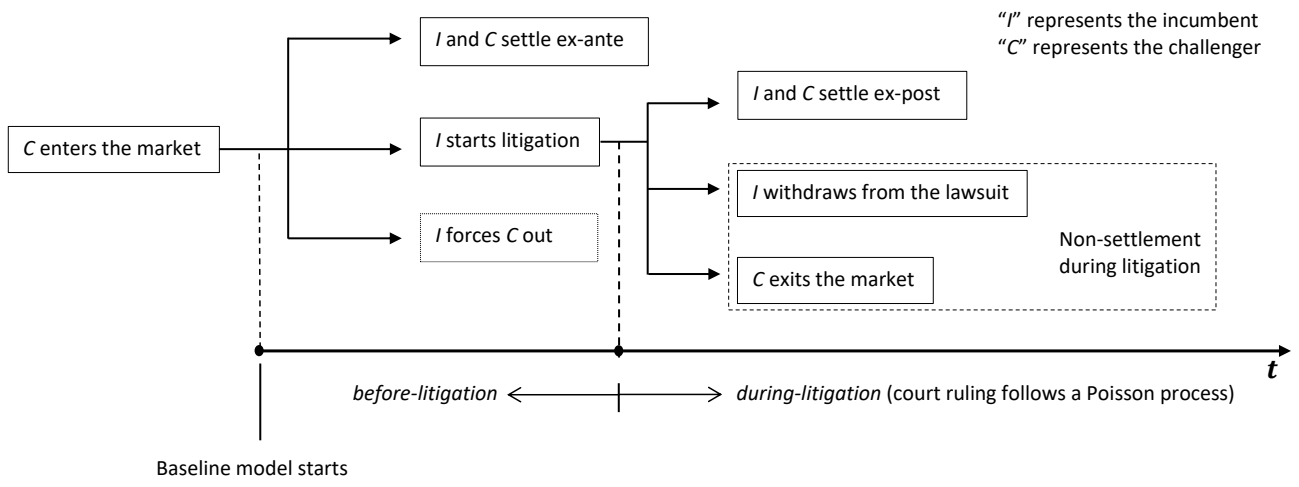 “I” represents the incumbent
“C” represents the challenger
I and C settle ex-ante
I and C settle ex-post
C enters the market
I starts litigation
I withdraws from the lawsuit
I forces C out
Non-settlement
during litigation
C exits the market
t
before-litigation
during-litigation (court ruling follows a Poisson process)
Baseline model starts